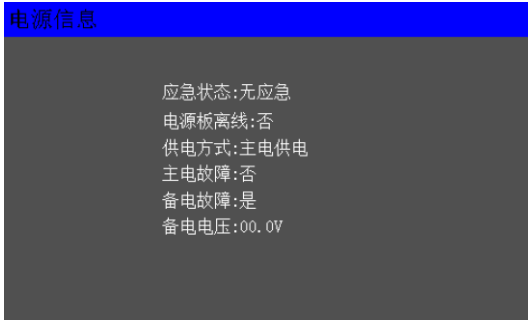 电源信息
应急状态:无应急
电源板离线:否
供电方式:主电供电
主电故障:否
备电故障:是
备电电压:00.0V